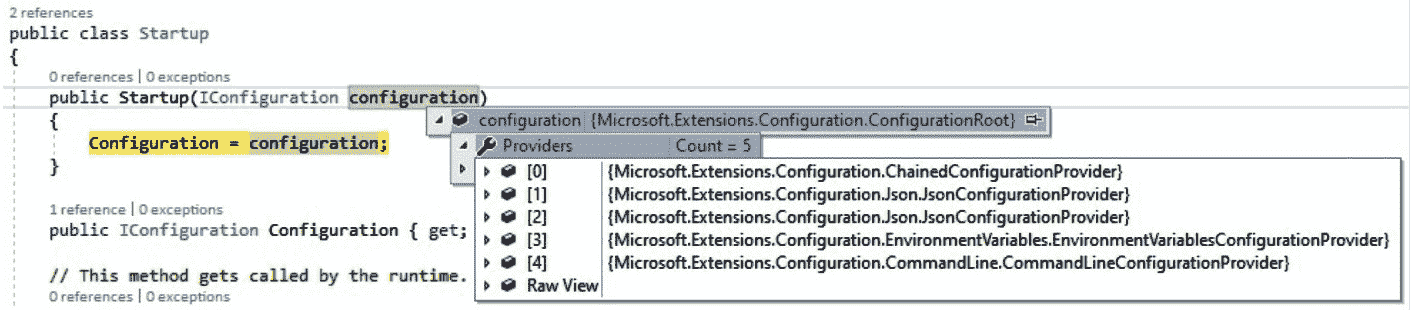 2 references
public class Startup
{
0 references | 0 exceptions
public Startup(IConfiguration configuration)
{
configuration {Microsoft.Extensions.Configuration.ConfigurationRoot}
Configuration = configuration;
Providers Count = 5
}
[0] {Microsoft.Extensions.Configuration.ChainedConfigurationProvider}
[1] {Microsoft.Extensions.Configuration.Json.JsonConfigurationProvider}
1 reference | 0 exceptions
[2] {Microsoft.Extensions.Configuration.Json.JsonConfigurationProvider}
public IConfiguration Configuration { get;
[3] {Microsoft.Extensions.Configuration.EnvironmentVariables.EnvironmentVariablesConfigurationProvider}
[4] {Microsoft.Extensions.Configuration.CommandLine.CommandLineConfigurationProvider}
// This method gets called by the runtime.
Raw View
0 references | 0 exceptions